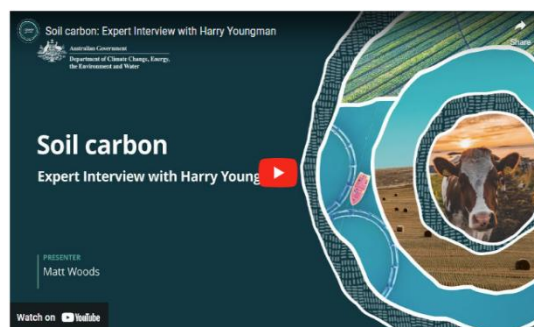 Soil carbon: Expert Interview with Harry Youngman
Share
Australian Government
Department of Climate Change, Energy,
the Environment and Water
Soil carbon
Expert Interview with Harry Young
PRESENTER
Matt Woods
Watch on YouTube